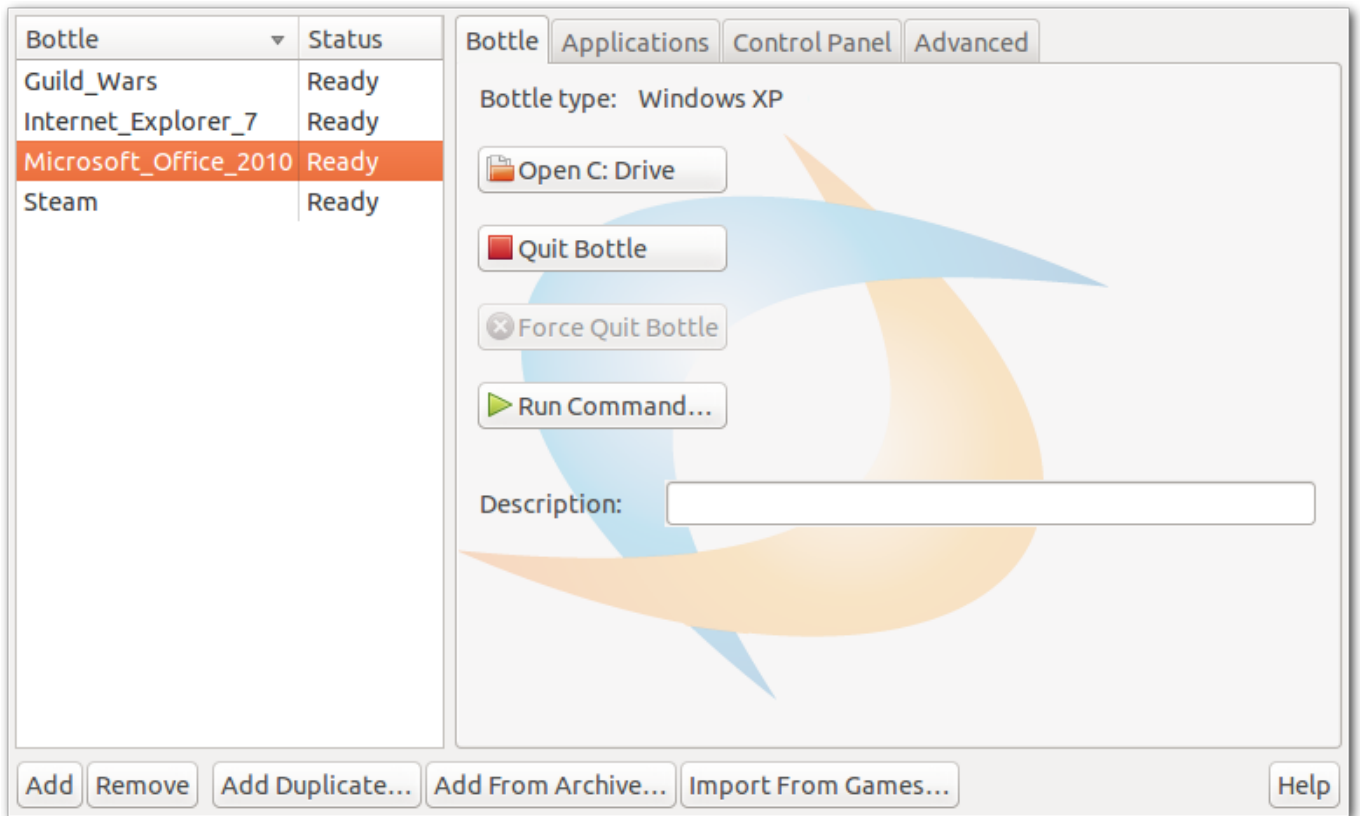 Bottle Status
Guild_Wars Ready
Internet_Explorer_7 Ready
Microsoft_Office_2010 Ready
Steam Ready
Bottle Applications Control Panel Advanced
Bottle type: Windows XP
Open C: Drive
Quit Bottle
Force Quit Bottle
Run Command...
Description:
Add Remove Add Duplicate... Add From Archive... Import From Games... Help